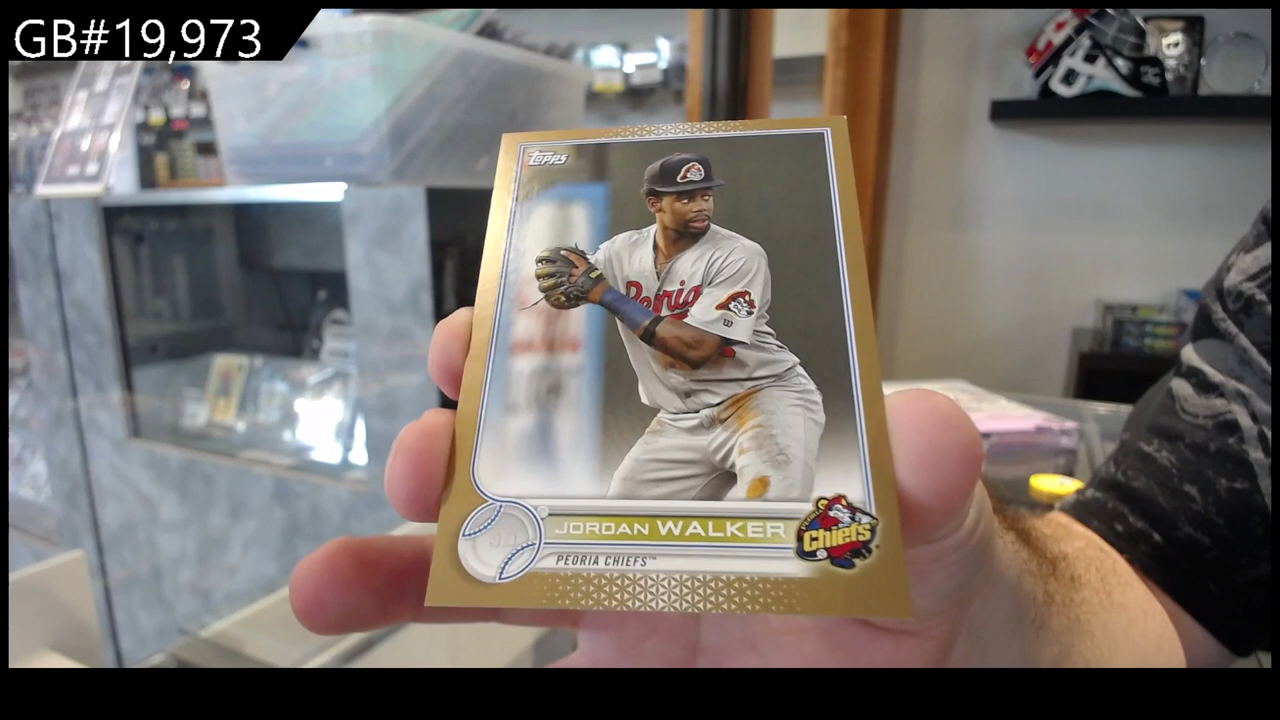 GB#19,973
Topps
Peoria
JORDAN WALKER
PEORIA CHIEFS™
Chiefs